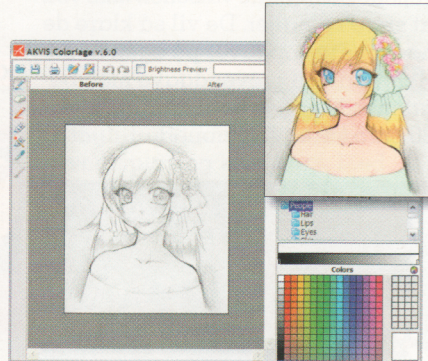 AKVIS Coloriage v.6.0
Brightness Preview
Before
After
People
Hair
Lips
Eyes
Colors